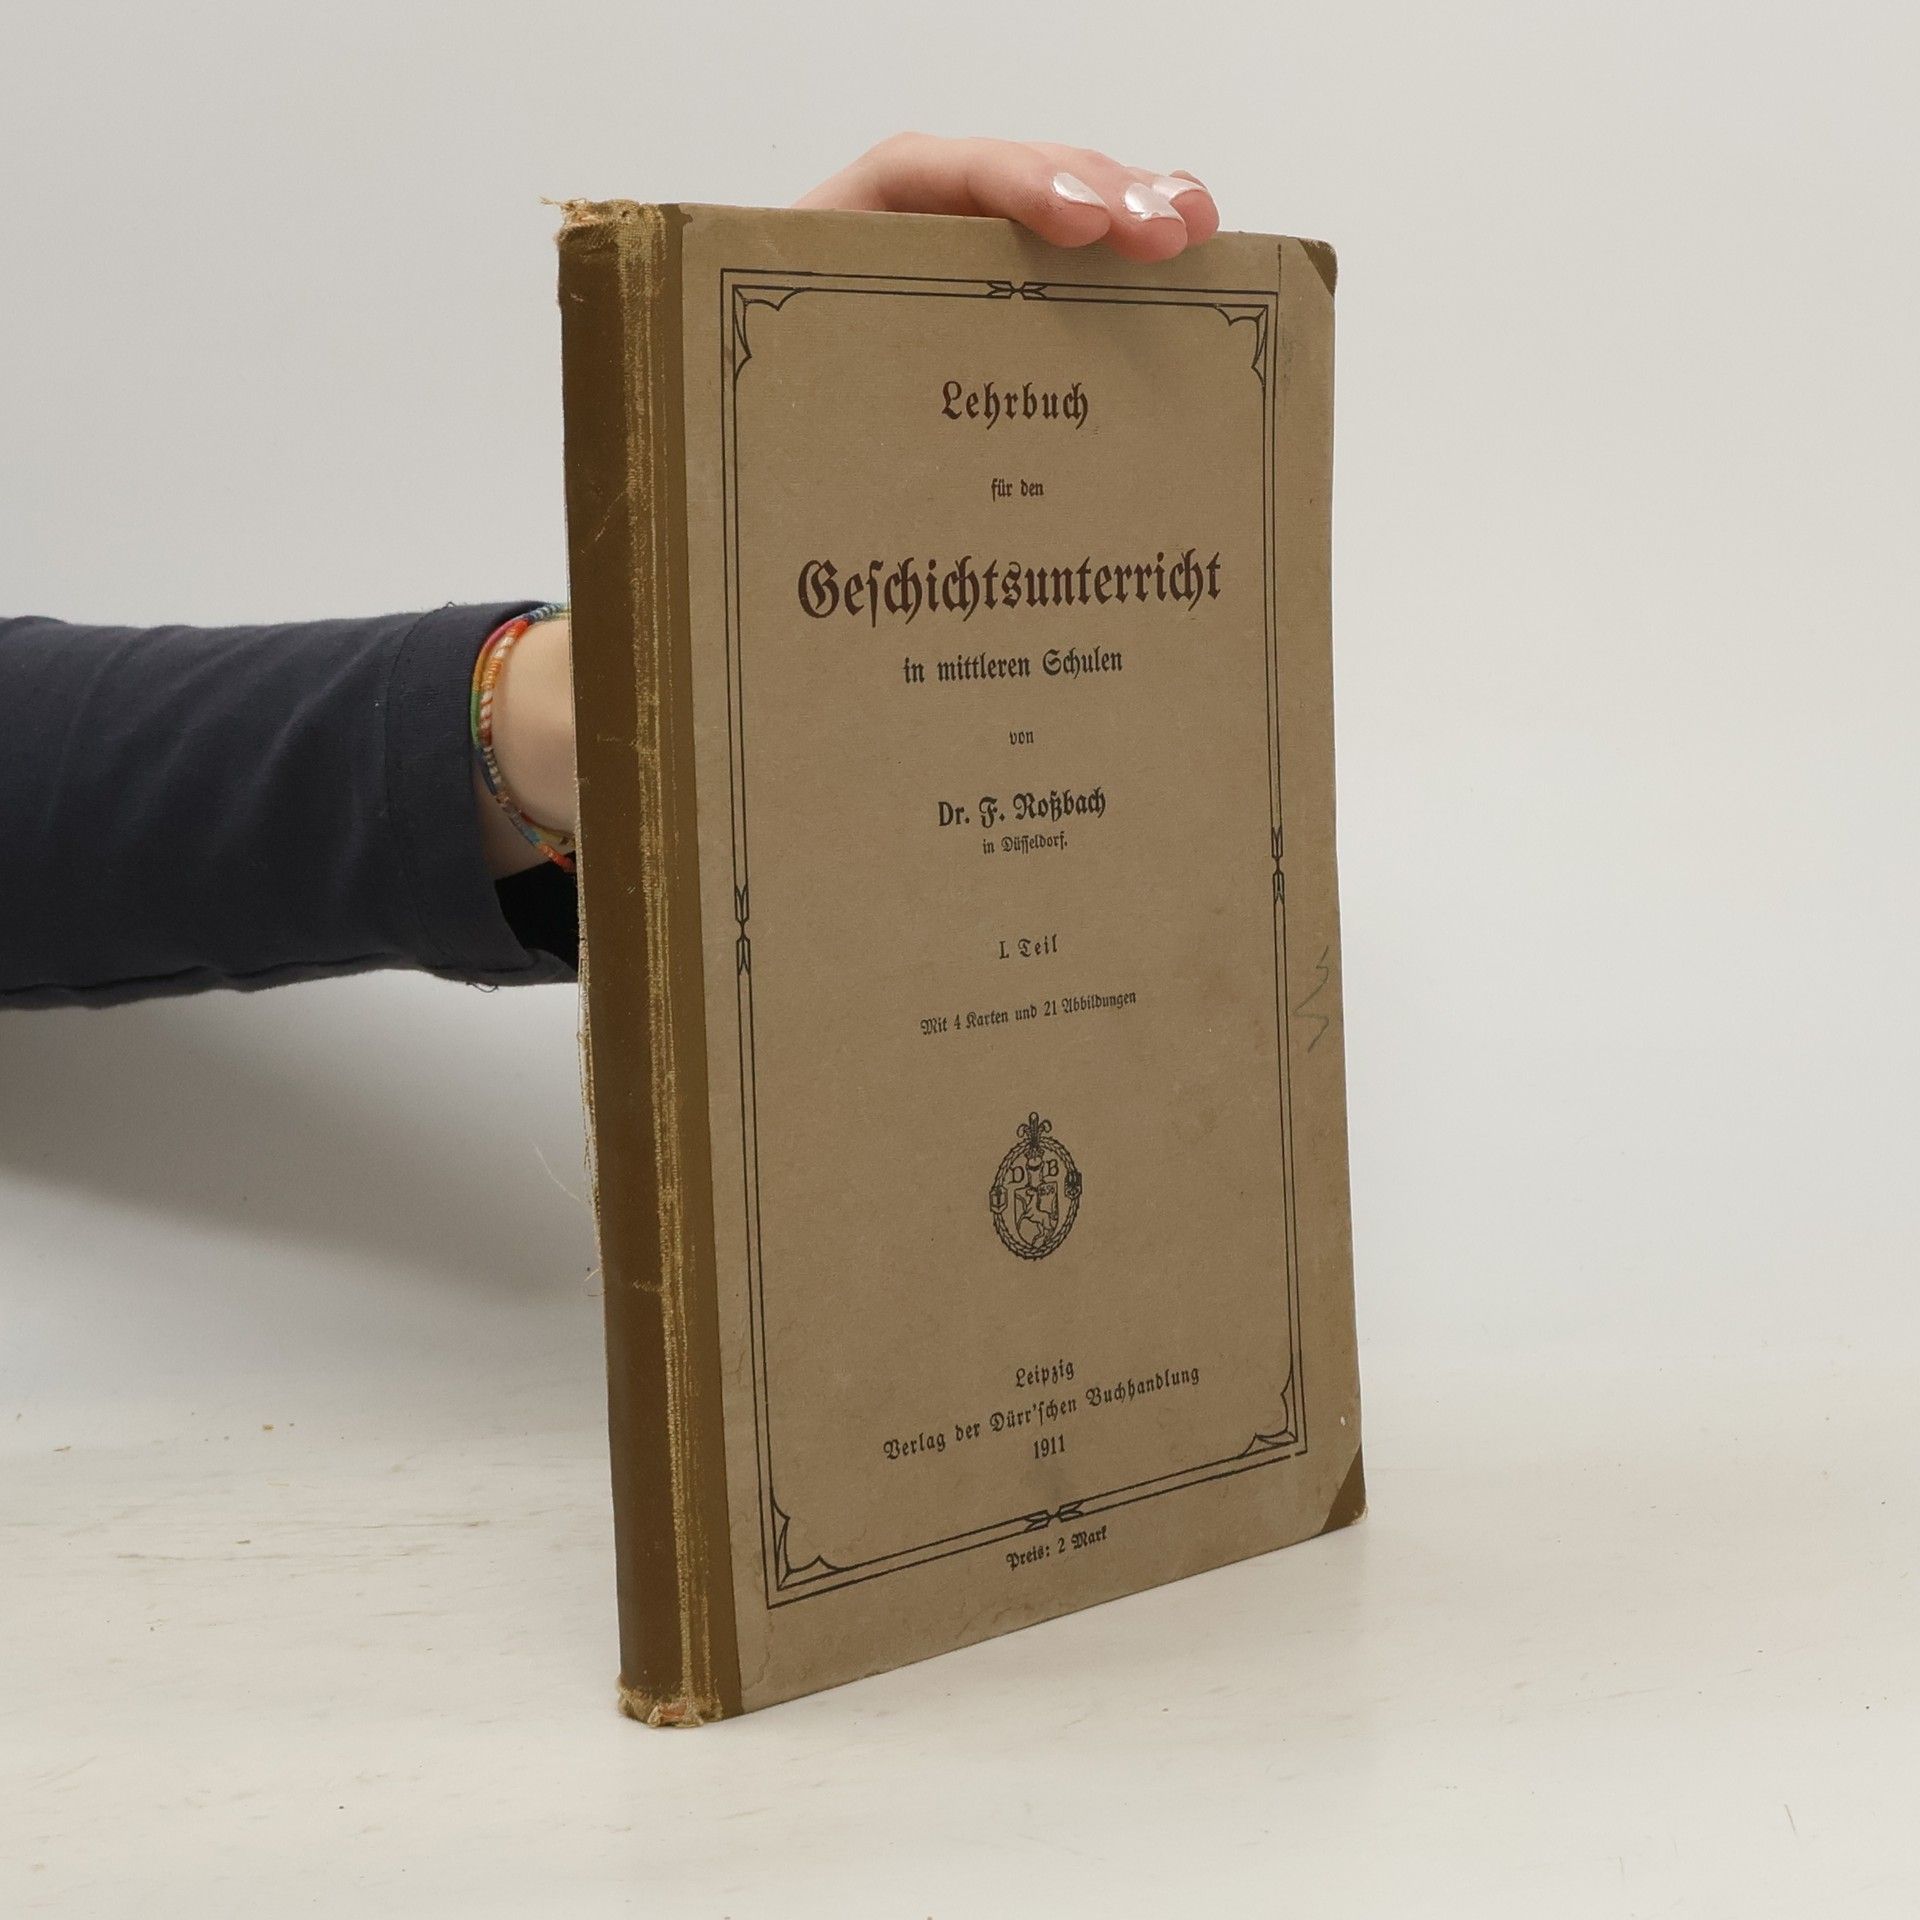 Lehrbuch
für den
Geschichtsunterricht
in mittleren Schulen
von
Dr. F. Roßbach
in Düsseldorf.
I. Teil
Mit 4 Karten und 21 Abbildungen
D B
Leipzig
Verlag der Dürr'schen Buchhandlung
1911
Preis: 2 Mark